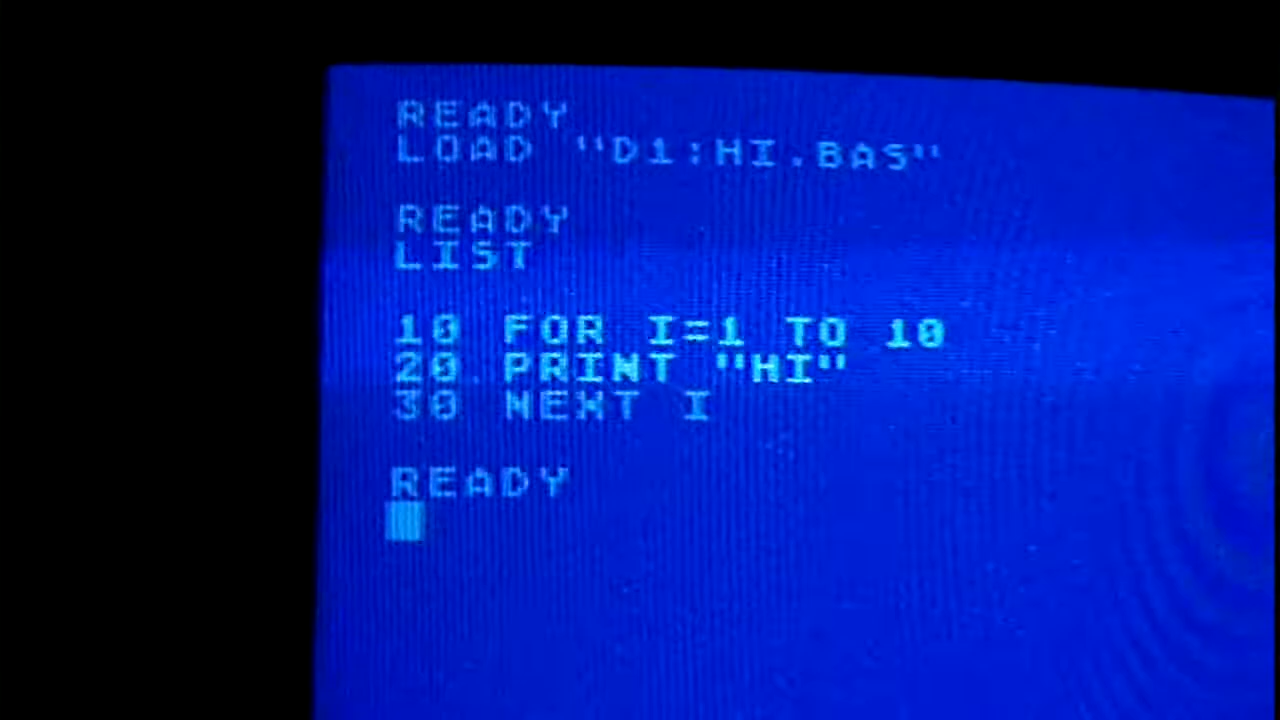 READY
LOAD "D1:HI.BAS"
READY
LIST
10 FOR I=1 TO 10
20 PRINT "HI"
30 NEXT I
READY